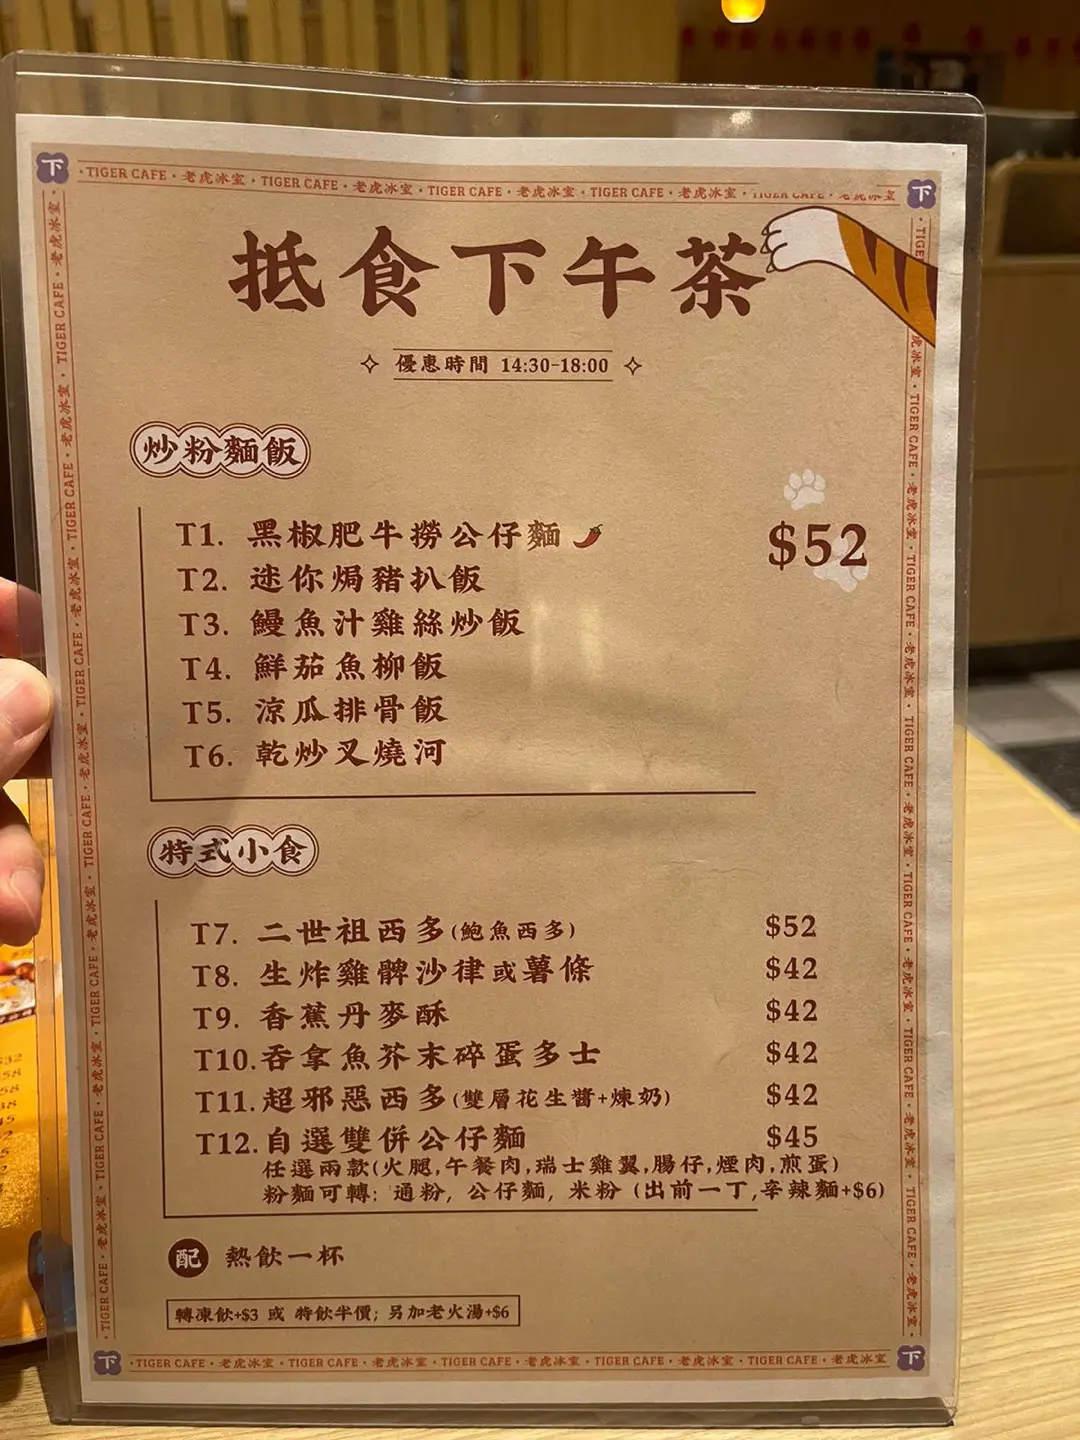 下 ·TIGER CAFE · 老虎冰室 · TIGER CAFE · 老虎冰室 · TIGER CAFE · 老虎冰室 · TIGER CAFE · 老虎冰室 · TIGER CAFE · 老虎冰室 下
抵食下午茶
優惠時間 14:30-18:00
炒粉麵飯
T1. 黑椒肥牛撈公仔麵 $52
T2. 迷你焗豬扒飯
T3. 鰻魚汁雞絲炒飯
T4. 鮮茄魚柳飯
T5. 涼瓜排骨飯
T6. 乾炒叉燒河
特式小食
T7. 二世祖西多(鮑魚西多) $52
T8. 生炸雞髀沙律或薯條 $42
T9. 香蕉丹麥酥 $42
T10. 吞拿魚芥末碎蛋多士 $42
T11. 超邪惡西多(雙層花生醬+煉奶) $42
T12. 自選雙併公仔麵 $45
任選兩款(火腿,午餐肉,瑞士雞翼,腸仔,煙肉,煎蛋)
粉麵可轉: 通粉, 公仔麵, 米粉 (出前一丁,辛辣麵+$6)
配 熱飲一杯
轉凍飲+$3 或 特飲半價; 另加老火湯+$6
下 ·TIGER CAFE · 老虎冰室 · TIGER CAFE · 老虎冰室 · TIGER CAFE · 老虎冰室 · TIGER CAFE · 老虎冰室 · TIGER CAFE · 老虎冰室 下